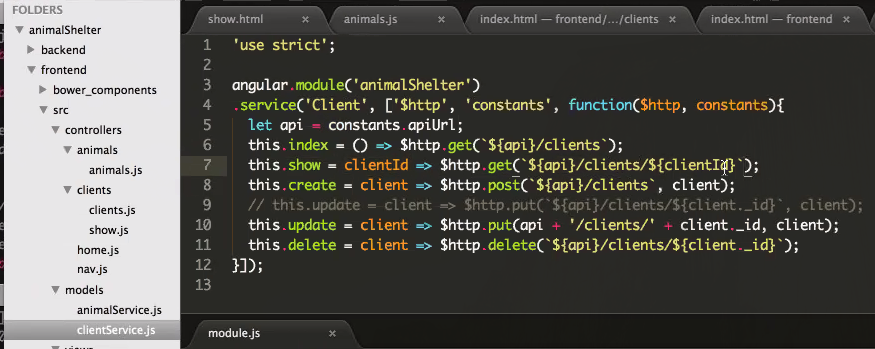 FOLDERS
animalShelter
backend
frontend
bower_components
src
controllers
animals
animals.js
clients
clients.js
show.js
home.js
nav.js
models
animalService.js
clientService.js
views
show.html ×
animals.js ×
index.html — frontend/.../clients ×
index.html — frontend ×
1 'use strict';
2
3 angular.module('animalShelter')
4 .service('Client', ['$http', 'constants', function($http, constants){
5 let api = constants.apiUrl;
6 this.index = () => $http.get(`${api}/clients`);
7 this.show = clientId => $http.get(`${api}/clients/${clientId}`);
8 this.create = client => $http.post(`${api}/clients`, client);
9 // this.update = client => $http.put(`${api}/clients/${client._id}`, client);
10 this.update = client => $http.put(api + '/clients/' + client._id, client);
11 this.delete = client => $http.delete(`${api}/clients/${client._id}`);
12 }]);
13
module.js ×